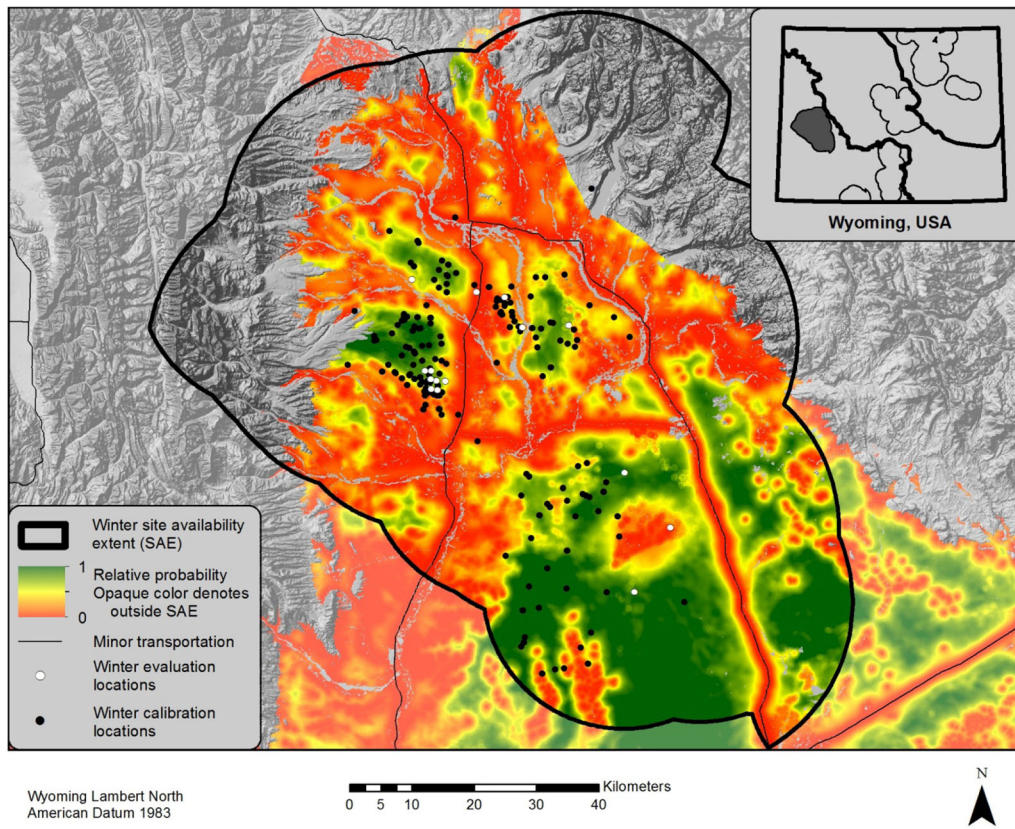 Wyoming, USA
Winter site availability
extent (SAE)
1
Relative probability
Opaque color denotes
0
outside SAE
Minor transportation
Winter evaluation
locations
Winter calibration
locations
Wyoming Lambert North
American Datum 1983
Kilometers
0 5 10 20 30 40
N